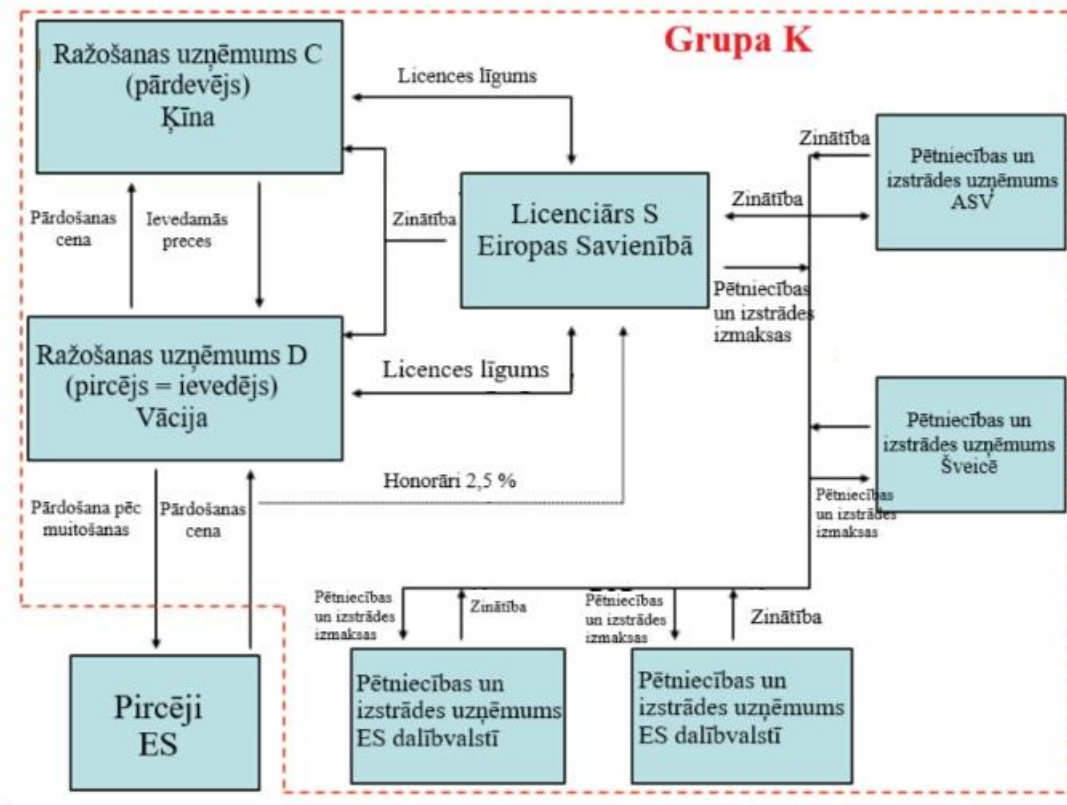 Grupa K
Ražošanas uzņēmums C
(pārdevējs)
Ķīna
Licences līgums
Zinātība
Pētniecības un
izstrādes uzņēmums
ASV
Pārdošanas
cena
Ievedamās
preces
Zinātība
Licenciārs S
Eiropas Savienībā
Zinātība
Pētniecības
un izstrādes
izmaksas
Ražošanas uzņēmums D
(pircējs = ievedējs)
Vācija
Licences līgums
Pētniecības un
izstrādes uzņēmums
Šveicē
Honorāri 2,5 %
Pārdošana pēc
muitošanas
Pārdošanas
cena
Pētniecības
un izstrādes
izmaksas
Pētniecības
un izstrādes
izmaksas
Zinātība
Pētniecības
un izstrādes
izmaksas
Zinātība
Pircēji
ES
Pētniecības un
izstrādes uzņēmums
ES dalībvalstī
Pētniecības un
izstrādes uzņēmums
ES dalībvalstī